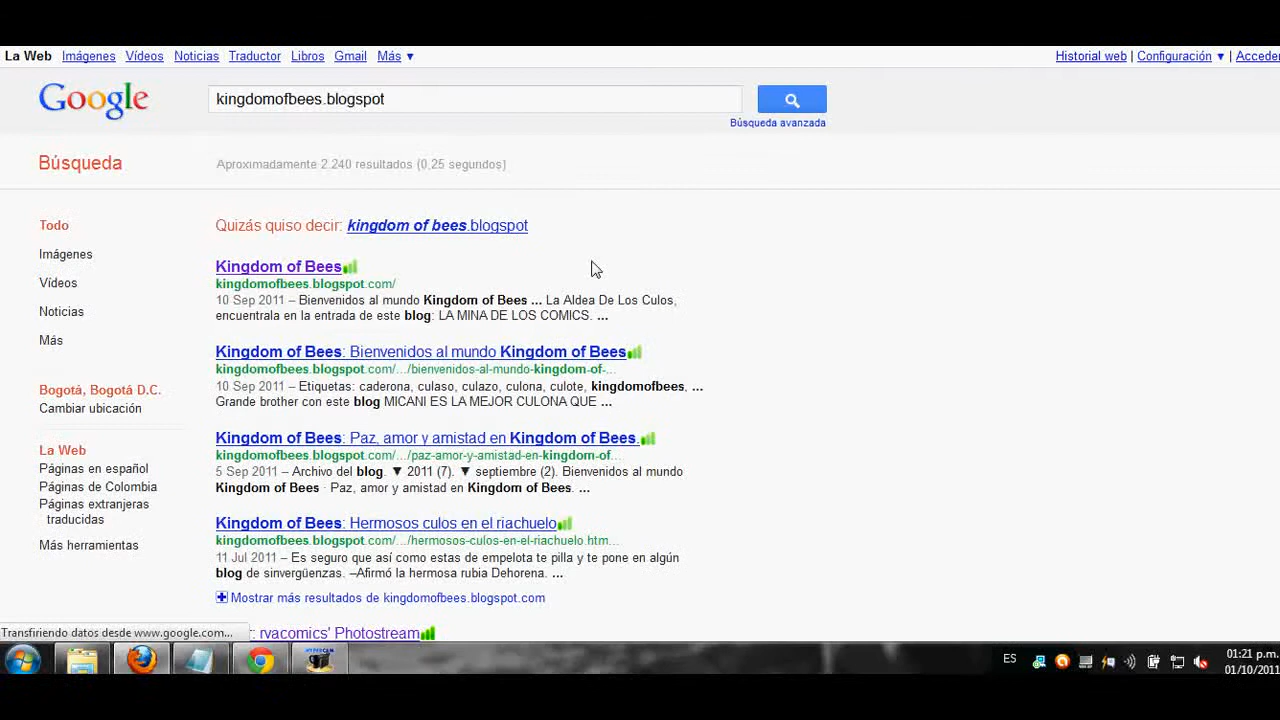 La Web Imágenes Vídeos Noticias Traductor Libros Gmail Más ▼ Historial web | Configuración ▼ | Acceder
Google kingdomofbees.blogspot
Búsqueda avanzada
Búsqueda Aproximadamente 2.240 resultados (0,25 segundos)
Todo
Imágenes
Vídeos
Noticias
Más
Bogotá, Bogotá D.C.
Cambiar ubicación
La Web
Páginas en español
Páginas de Colombia
Páginas extranjeras
traducidas
Más herramientas
Quizás quiso decir: kingdom of bees.blogspot
Kingdom of Bees
kingdomofbees.blogspot.com/
10 Sep 2011 – Bienvenidos al mundo Kingdom of Bees ... La Aldea De Los Culos,
encuentrala en la entrada de este blog: LA MINA DE LOS COMICS. ...
Kingdom of Bees: Bienvenidos al mundo Kingdom of Bees
kingdomofbees.blogspot.com/.../bienvenidos-al-mundo-kingdom-of-...
10 Sep 2011 – Etiquetas: caderona, culaso, culazo, culona, culote, kingdomofbees, ...
Grande brother con este blog MICANI ES LA MEJOR CULONA QUE ...
Kingdom of Bees: Paz, amor y amistad en Kingdom of Bees.
kingdomofbees.blogspot.com/.../paz-amor-y-amistad-en-kingdom-of...
5 Sep 2011 – Archivo del blog. ▼ 2011 (7). ▼ septiembre (2). Bienvenidos al mundo
Kingdom of Bees · Paz, amor y amistad en Kingdom of Bees. ...
Kingdom of Bees: Hermosos culos en el riachuelo
kingdomofbees.blogspot.com/.../hermosos-culos-en-el-riachuelo.htm...
11 Jul 2011 – Es seguro que así como estas de empelota te pilla y te pone en algún
blog de sinvergüenzas. –Afirmó la hermosa rubia Dehorena. ...
Mostrar más resultados de kingdomofbees.blogspot.com
: rvacomics' Photostream
Transfiriendo datos desde www.google.com...
HYPERCAM
ES
01:21 p.m.
01/10/2011